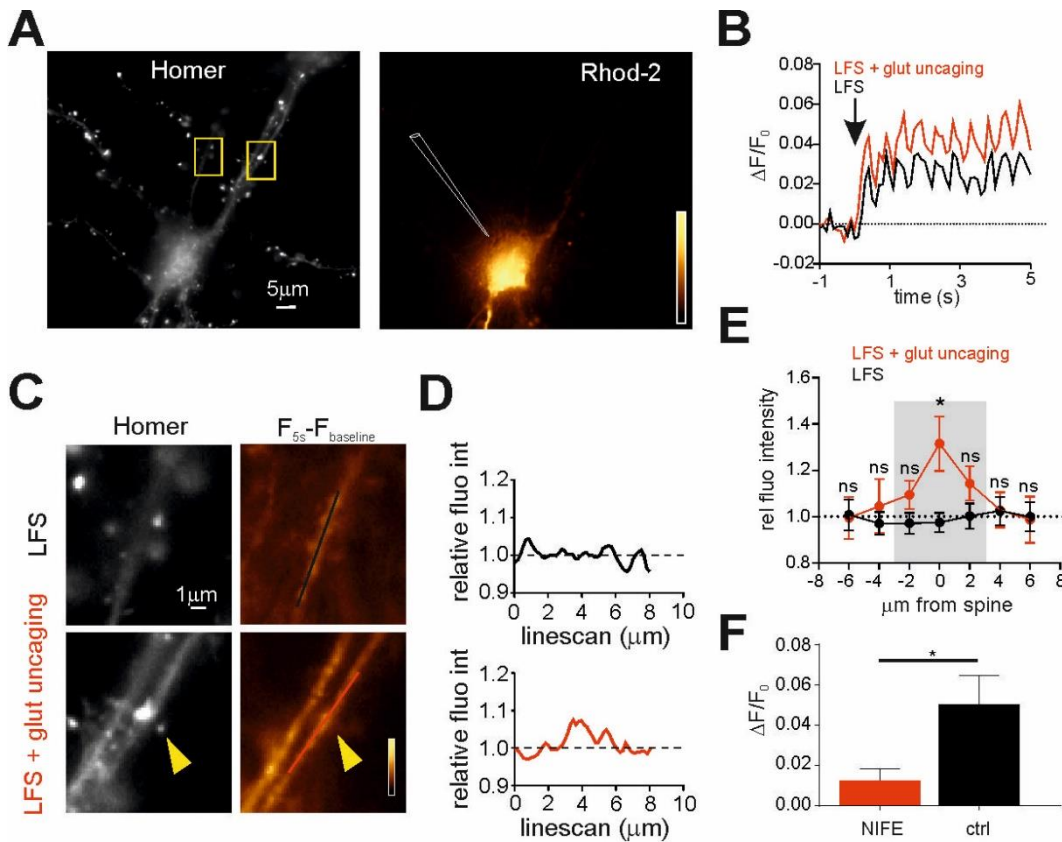 A
Homer
5µm
Rhod-2
B
LFS + glut uncaging
LFS
ΔF/F0
0.08
0.06
0.04
0.02
0.00
-0.02
-1 1 3 5
time (s)
C
Homer
F5s-Fbaseline
LFS
1µm
LFS + glut uncaging
D
relative fluo int
1.2
1.1
1.0
0.9
0 2 4 6 8 10
linescan (µm)
relative fluo int
1.2
1.1
1.0
0.9
0 2 4 6 8 10
linescan (µm)
E
LFS + glut uncaging
LFS
rel fluo intensity
1.6
1.4
1.2
1.0
0.8
*
ns ns ns ns ns ns
-8 -6 -4 -2 0 2 4 6 8
µm from spine
F
*
ΔF/F0
0.08
0.06
0.04
0.02
0.00
NIFE ctrl